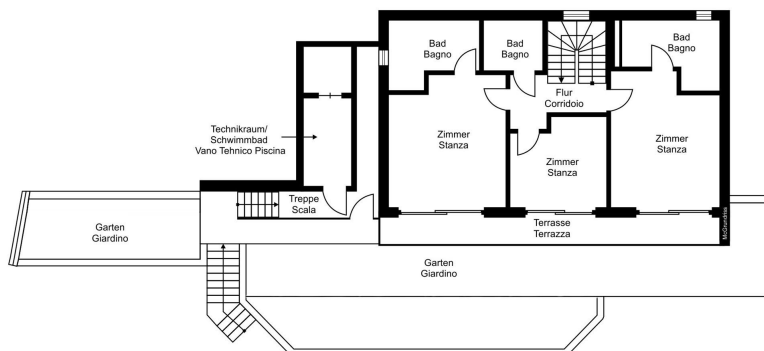 Bad
Bagno
Bad
Bagno
Bad
Bagno
Flur
Corridoio
Technikraum/
Schwimmbad
Vano Tehnico Piscina
Zimmer
Stanza
Zimmer
Stanza
Zimmer
Stanza
Treppe
Scala
Terrasse
Terrazza
McGrundriss
Garten
Giardino
Garten
Giardino